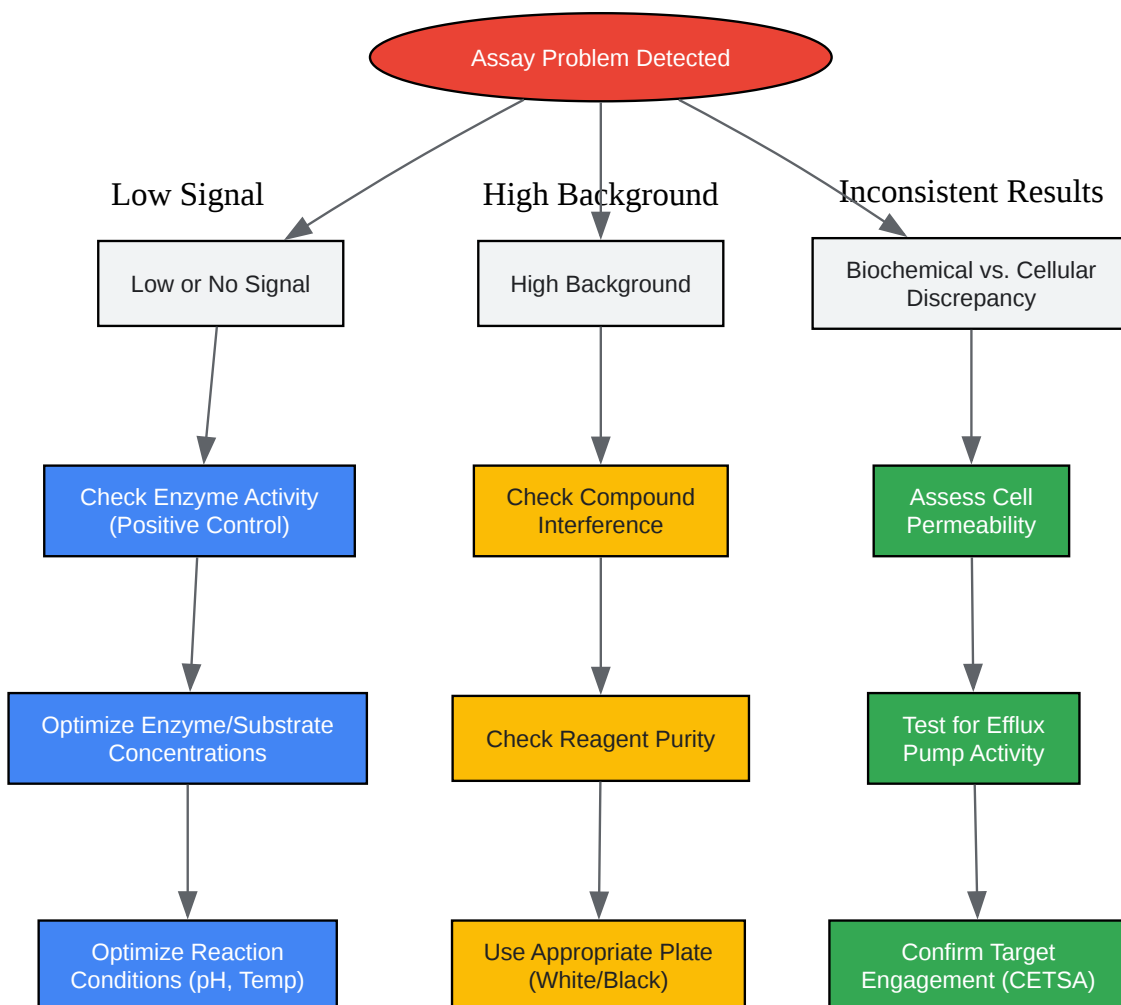 Assay Problem Detected
Low Signal
High Background
Inconsistent Results
Low or No Signal
High Background
Biochemical vs. Cellular
Discrepancy
Check Enzyme Activity
(Positive Control)
Check Compound
Interference
Assess Cell
Permeability
Optimize Enzyme/Substrate
Concentrations
Check Reagent Purity
Test for Efflux
Pump Activity
Optimize Reaction
Conditions (pH, Temp)
Use Appropriate Plate
(White/Black)
Confirm Target
Engagement (CETSA)